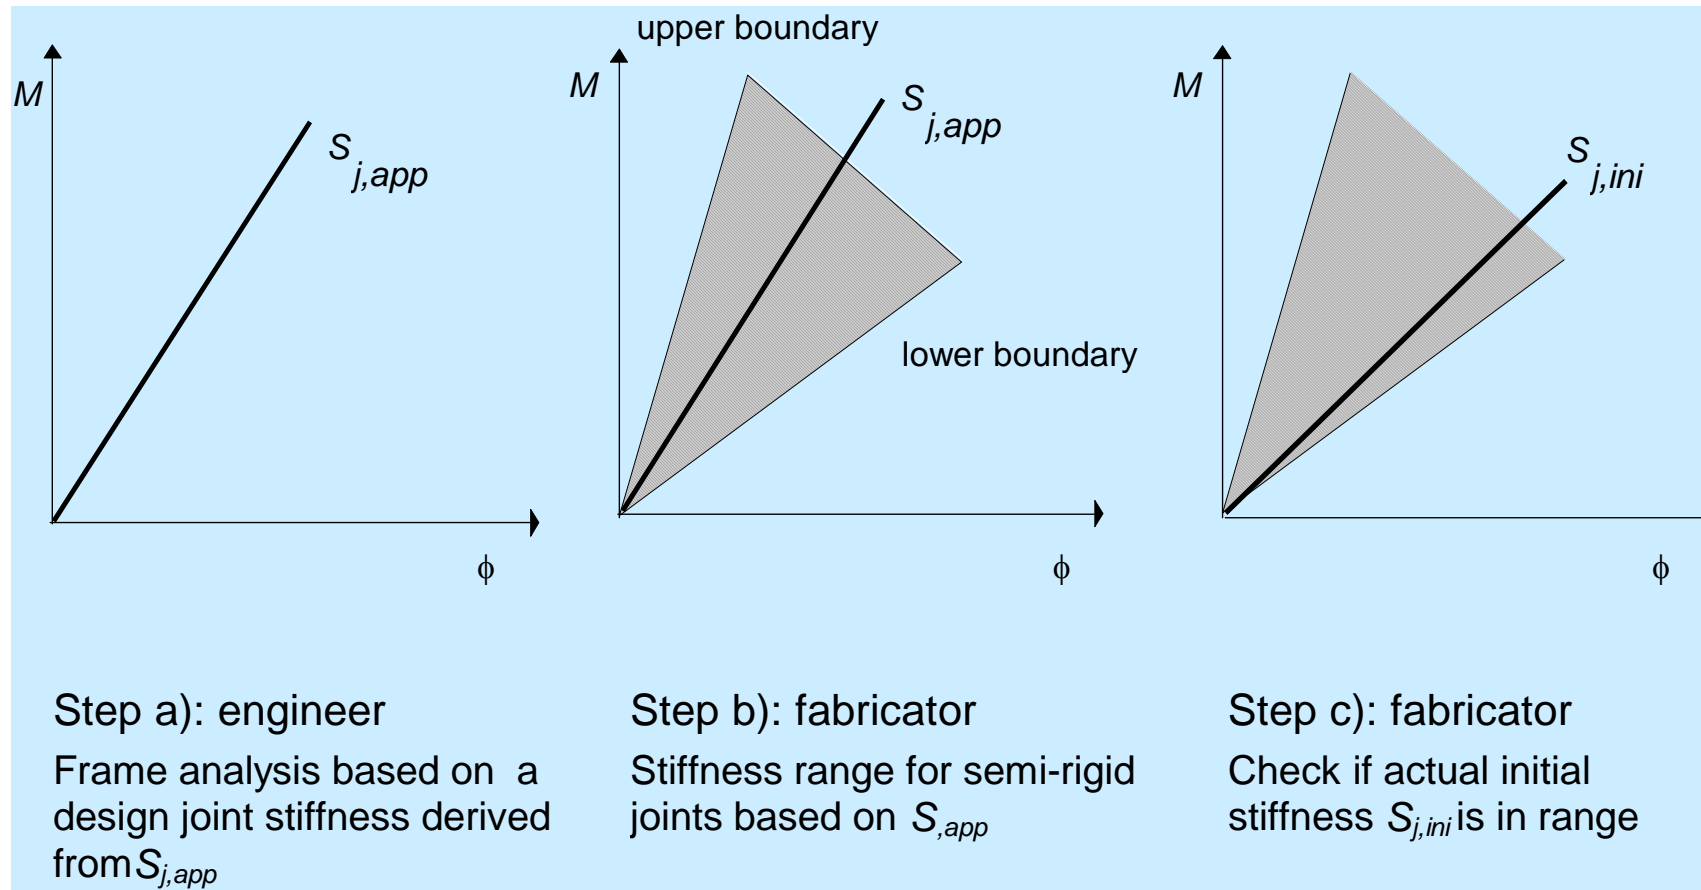 M
S
j,app
ϕ
upper boundary
M
S
j,app
lower boundary
ϕ
M
S
j,ini
ϕ
Step a): engineer
Frame analysis based on a
design joint stiffness derived
from Sj,app
Step b): fabricator
Stiffness range for semi-rigid
joints based on S,app
Step c): fabricator
Check if actual initial
stiffness Sj,ini is in range